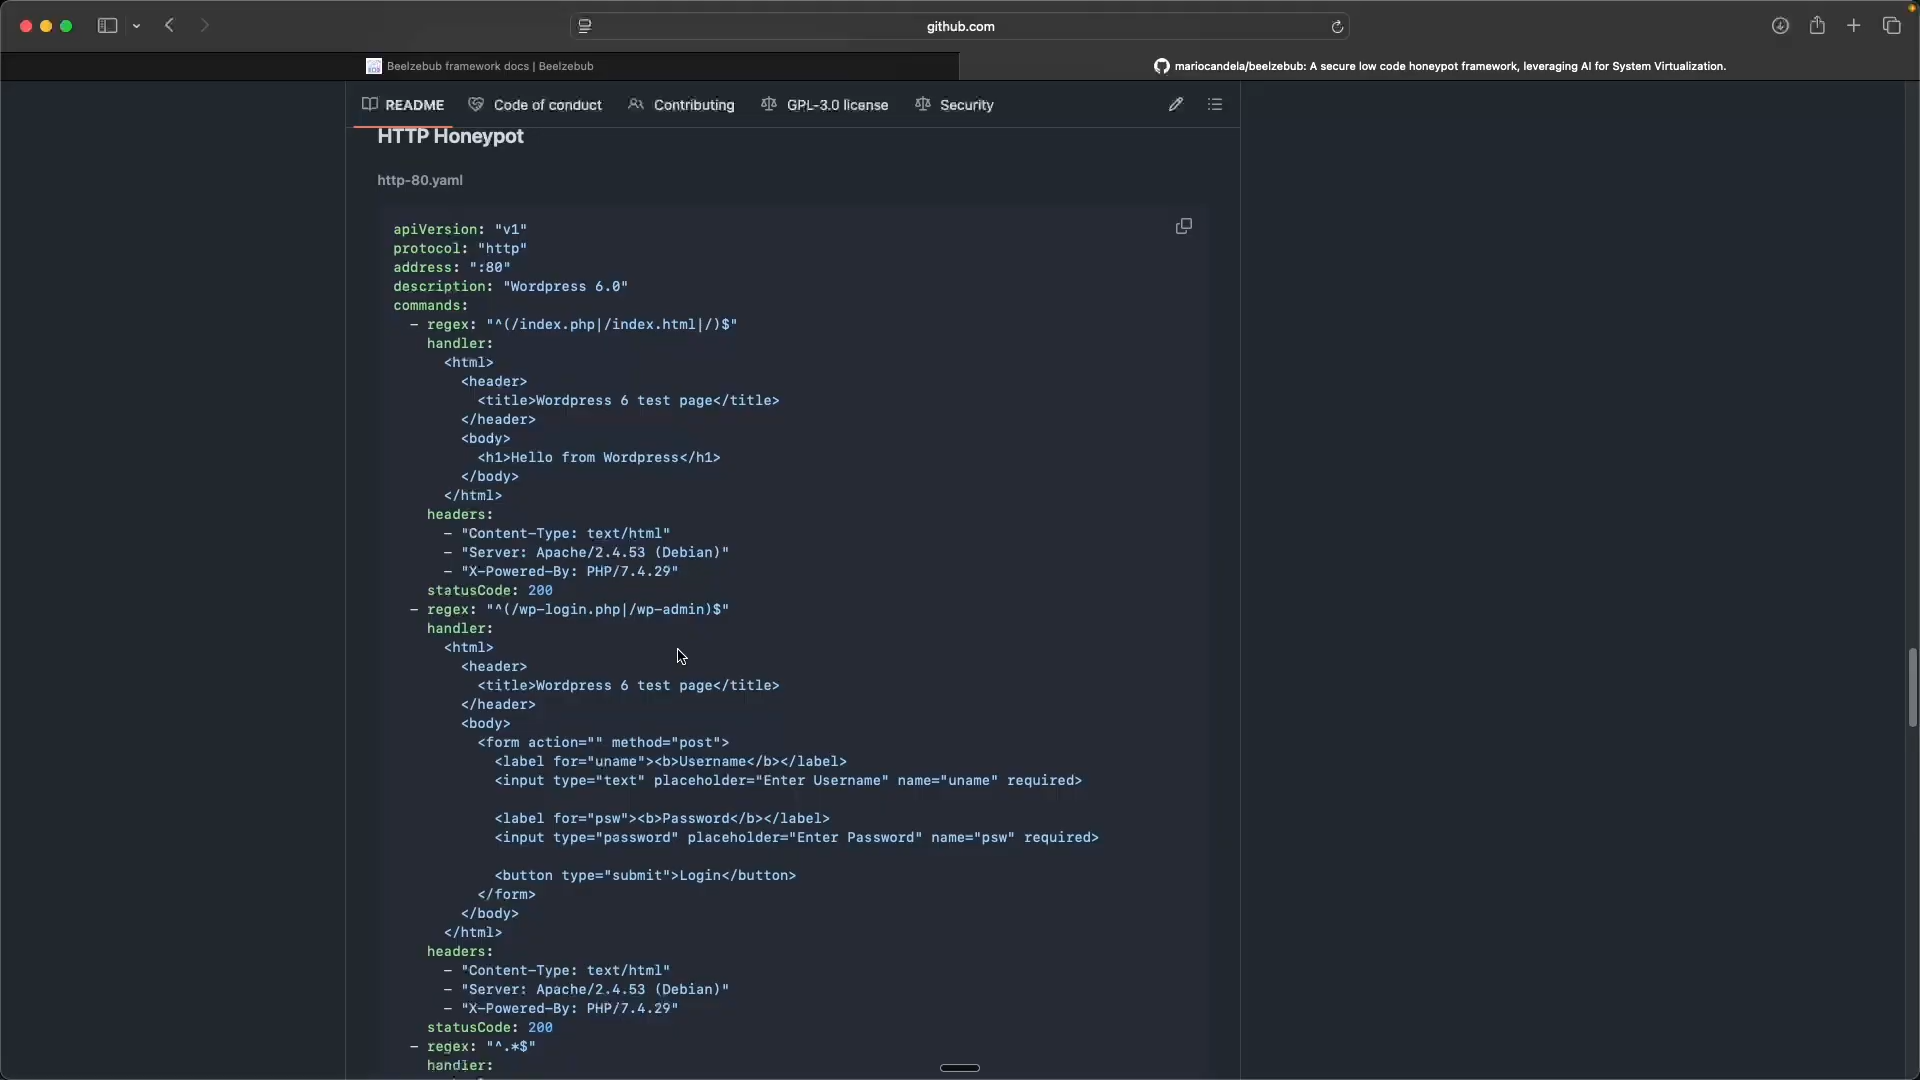 github.com
Beelzebub framework docs | Beelzebub
mariocandela/beelzebub: A secure low code honeypot framework, leveraging AI for System Virtualization.
README Code of conduct Contributing GPL-3.0 license Security
HTTP Honeypot
http-80.yaml
apiVersion: "v1"
protocol: "http"
address: ":80"
description: "Wordpress 6.0"
commands:
  – regex: "^(/index.php|/index.html|/)$"
    handler:
      <html>
        <header>
          <title>Wordpress 6 test page</title>
        </header>
        <body>
          <h1>Hello from Wordpress</h1>
        </body>
      </html>
    headers:
      – "Content-Type: text/html"
      – "Server: Apache/2.4.53 (Debian)"
      – "X-Powered-By: PHP/7.4.29"
    statusCode: 200
  – regex: "^(/wp-login.php|/wp-admin)$"
    handler:
      <html>
        <header>
          <title>Wordpress 6 test page</title>
        </header>
        <body>
          <form action="" method="post">
            <label for="uname"><b>Username</b></label>
            <input type="text" placeholder="Enter Username" name="uname" required>
            <label for="psw"><b>Password</b></label>
            <input type="password" placeholder="Enter Password" name="psw" required>
            <button type="submit">Login</button>
          </form>
        </body>
      </html>
    headers:
      – "Content-Type: text/html"
      – "Server: Apache/2.4.53 (Debian)"
      – "X-Powered-By: PHP/7.4.29"
    statusCode: 200
  – regex: "^.*$"
    handler: